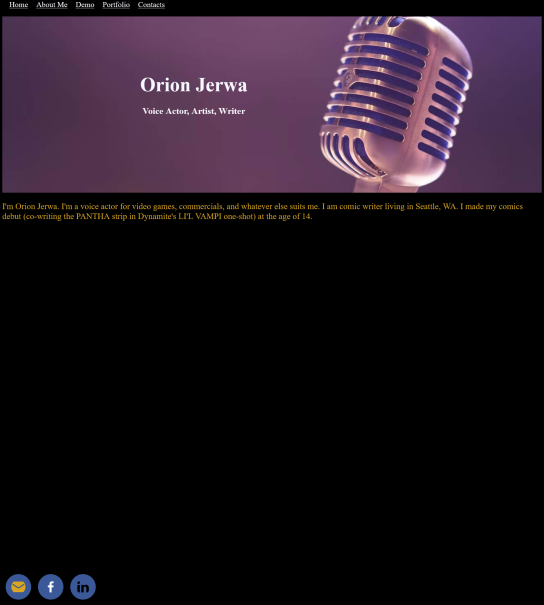 Home About Me Demo Portfolio Contacts
Orion Jerwa
Voice Actor, Artist, Writer
I'm Orion Jerwa. I'm a voice actor for video games, commercials, and whatever else suits me. I am comic writer living in Seattle, WA. I made my comics
debut (co-writing the PANTHA strip in Dynamite's LI'L VAMPI one-shot) at the age of 14.
f
in